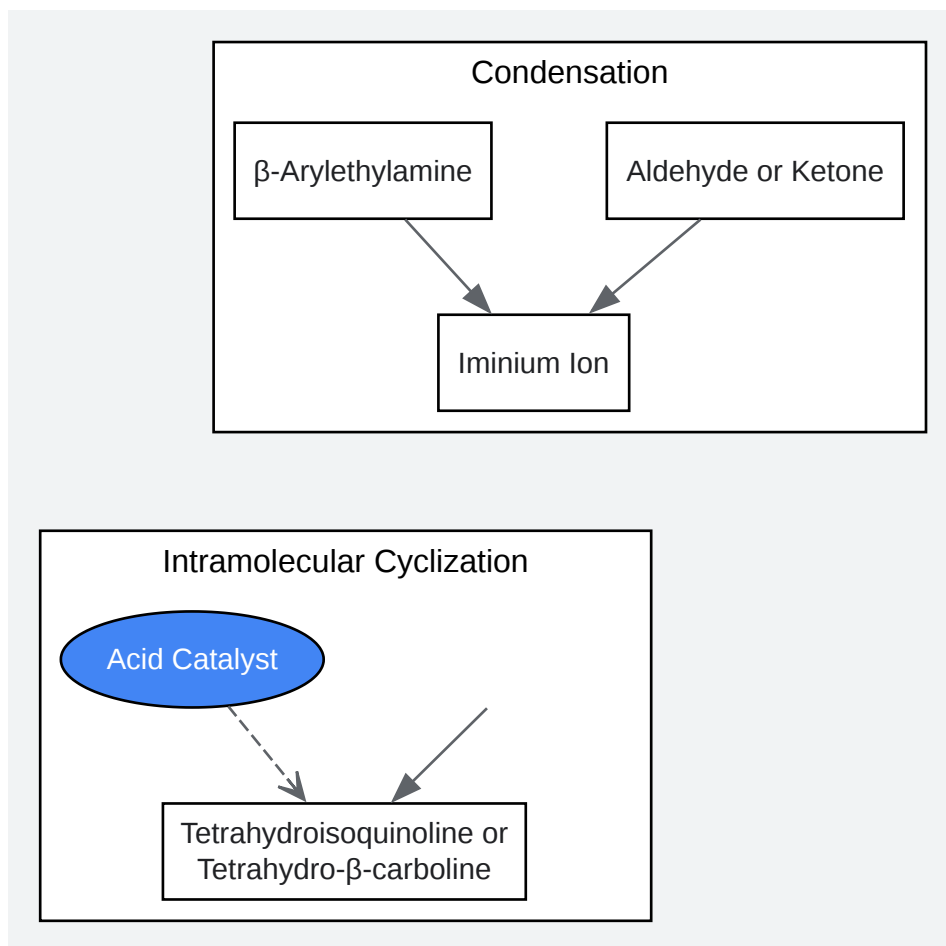 Condensation
β-Arylethylamine
Aldehyde or Ketone
Iminium Ion
Intramolecular Cyclization
Acid Catalyst
Tetrahydroisoquinoline or
Tetrahydro-β-carboline